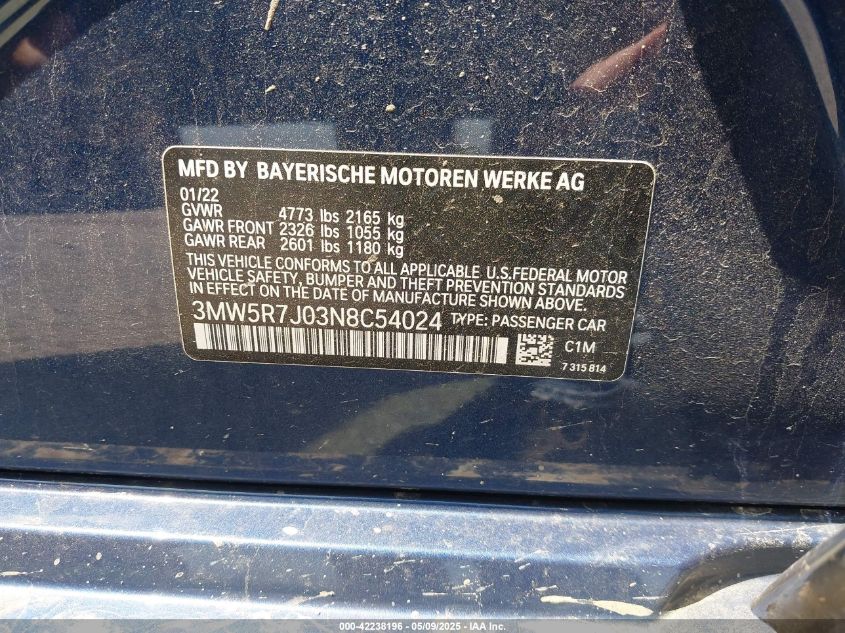 MFD BY BAYERISCHE MOTOREN WERKE AG
01/22
GVWR 4773 lbs 2165 kg
GAWR FRONT 2326 lbs 1055 kg
GAWR REAR 2601 lbs 1180 kg
THIS VEHICLE CONFORMS TO ALL APPLICABLE U.S.FEDERAL MOTOR
VEHICLE SAFETY, BUMPER AND THEFT PREVENTION STANDARDS
IN EFFECT ON THE DATE OF MANUFACTURE SHOWN ABOVE.
3MW5R7J03N8C54024 TYPE: PASSENGER CAR
C1M
7 315 814
000-42238196 - 05/09/2025 - IAA Inc.